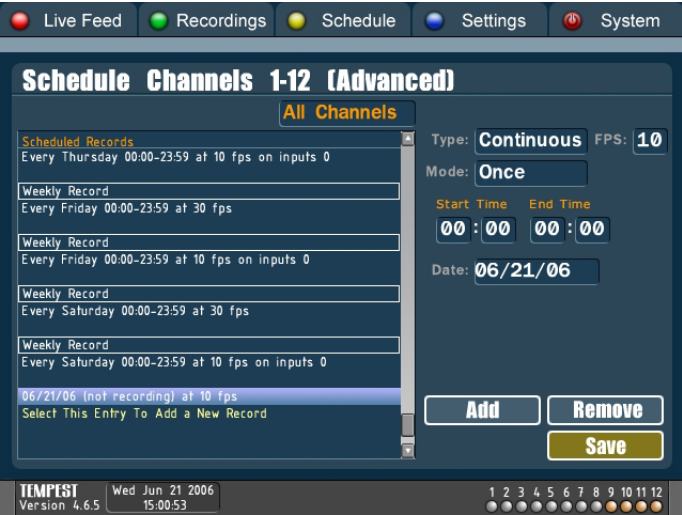 Live Feed Recordings Schedule Settings System
Schedule Channels 1-12 (Advanced)
All Channels
Scheduled Records
Every Thursday 00:00-23:59 at 10 fps on inputs 0
Weekly Record
Every Friday 00:00-23:59 at 30 fps
Weekly Record
Every Friday 00:00-23:59 at 10 fps on inputs 0
Weekly Record
Every Saturday 00:00-23:59 at 30 fps
Weekly Record
Every Saturday 00:00-23:59 at 10 fps on inputs 0
06/21/06 (not recording) at 10 fps
Select This Entry To Add a New Record
Type: Continuous FPS: 10
Mode: Once
Start Time End Time
00 : 00 00 : 00
Date: 06/21/06
Add Remove
Save
TEMPEST
Version 4.6.5
Wed Jun 21 2006
15:00:53
1 2 3 4 5 6 7 8 9 10 11 12